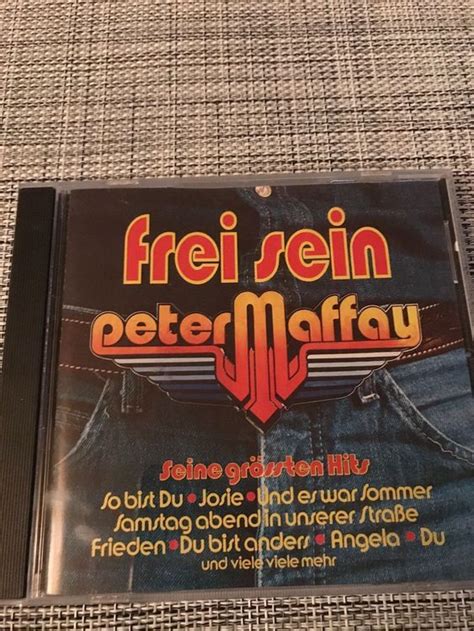 frei sein
peter Maffay
Seine grössten Hits
So bist Du • Josie • Und es war Sommer
Samstag abend in unserer Straße
Frieden • Du bist anders • Angela • Du
und viele viele mehr